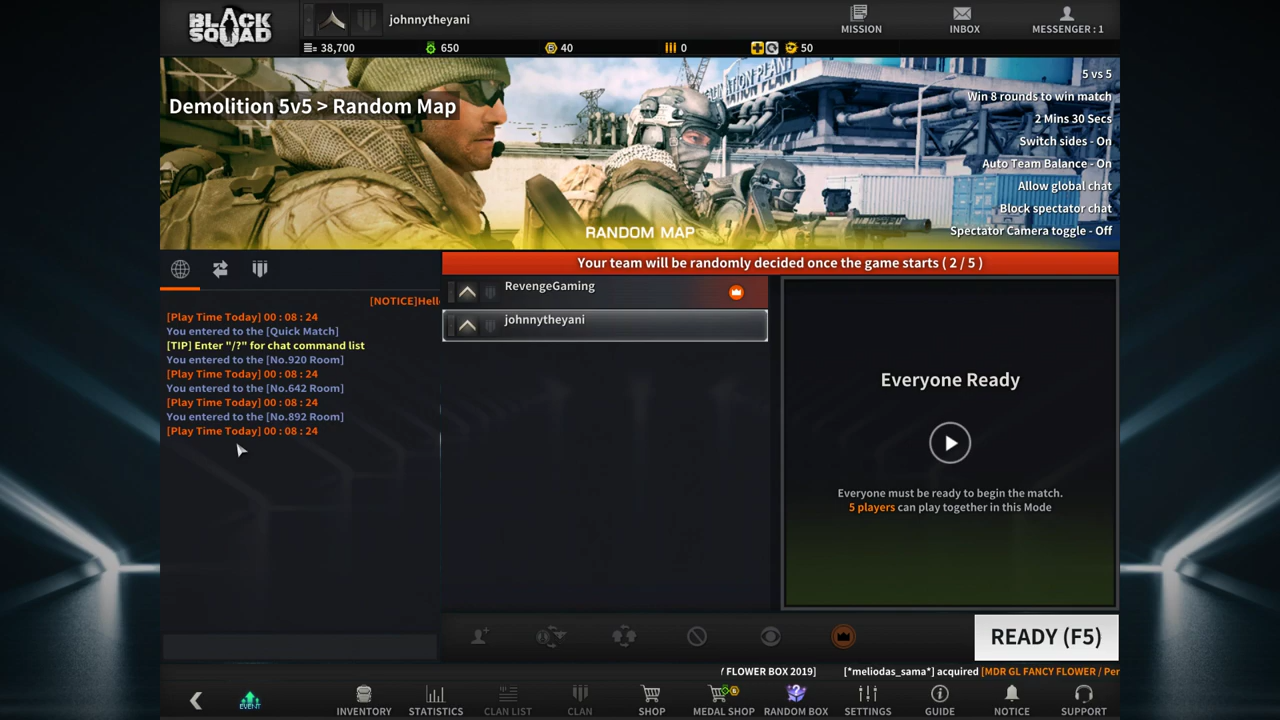 BLACK SQUAD
johnnytheyani
MISSION
INBOX
MESSENGER : 1
38,700
650
40
0
50
Demolition 5v5 > Random Map
5 vs 5
Win 8 rounds to win match
2 Mins 30 Secs
Switch sides - On
Auto Team Balance - On
Allow global chat
Block spectator chat
Spectator Camera toggle - Off
RANDOM MAP
Your team will be randomly decided once the game starts ( 2 / 5 )
[NOTICE]Hell
[Play Time Today] 00 : 08 : 24
You entered to the [Quick Match]
[TIP] Enter "/?" for chat command list
You entered to the [No.920 Room]
[Play Time Today] 00 : 08 : 24
You entered to the [No.642 Room]
[Play Time Today] 00 : 08 : 24
You entered to the [No.892 Room]
[Play Time Today] 00 : 08 : 24
RevengeGaming
johnnytheyani
Everyone Ready
Everyone must be ready to begin the match.
5 players can play together in this Mode
READY (F5)
/ FLOWER BOX 2019] [*meliodas_sama*] acquired [MDR GL FANCY FLOWER / Per
EVENT
INVENTORY
STATISTICS
CLAN LIST
CLAN
SHOP
MEDAL SHOP
RANDOM BOX
SETTINGS
GUIDE
NOTICE
SUPPORT